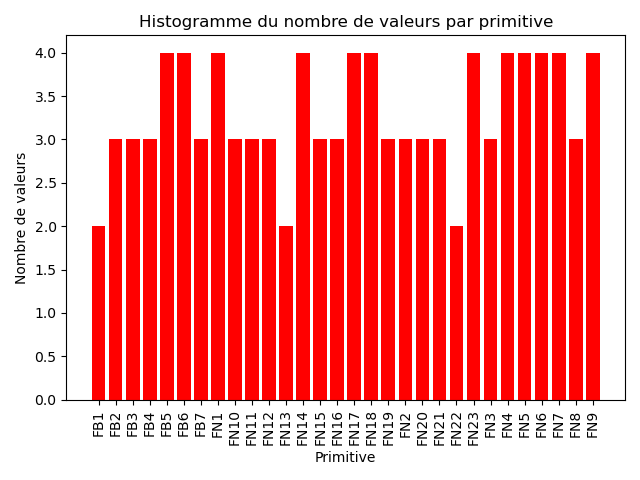 Histogramme du nombre de valeurs par primitive
Nombre de valeurs
4.0
3.5
3.0
2.5
2.0
1.5
1.0
0.5
0.0
FB1 FB2 FB3 FB4 FB5 FB6 FB7 FN1 FN10 FN11 FN12 FN13 FN14 FN15 FN16 FN17 FN18 FN19 FN2 FN20 FN21 FN22 FN23 FN3 FN4 FN5 FN6 FN7 FN8 FN9
Primitive